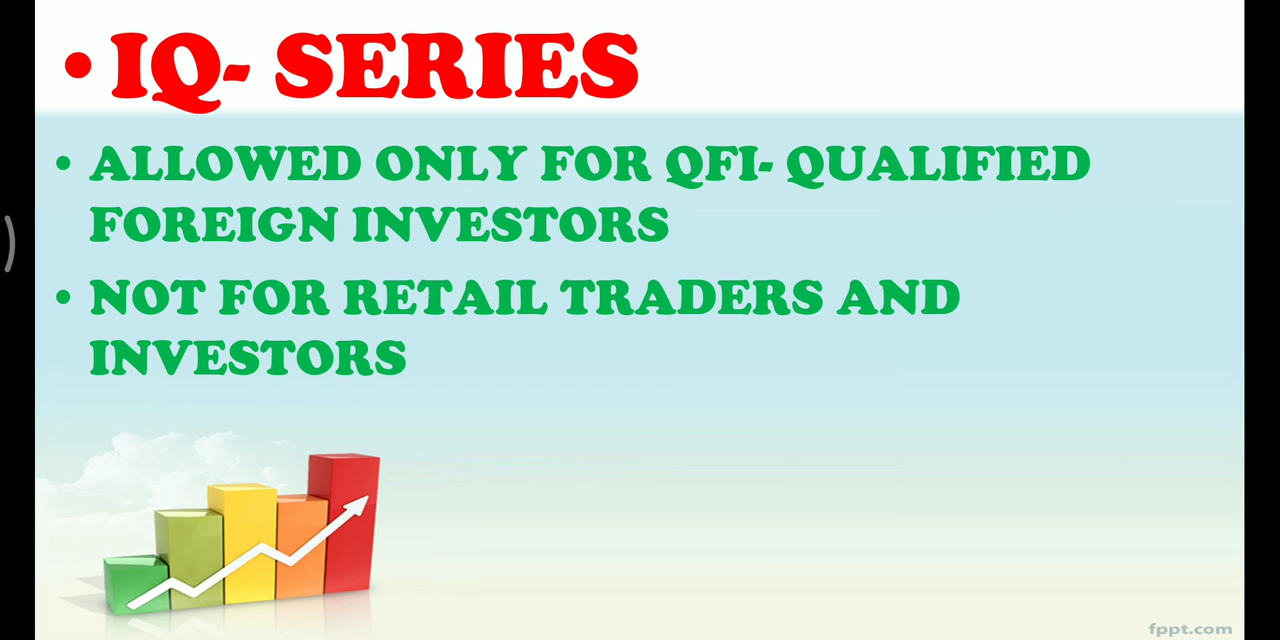 • IQ- SERIES
• ALLOWED ONLY FOR QFI- QUALIFIED
FOREIGN INVESTORS
• NOT FOR RETAIL TRADERS AND
INVESTORS
fppt.com